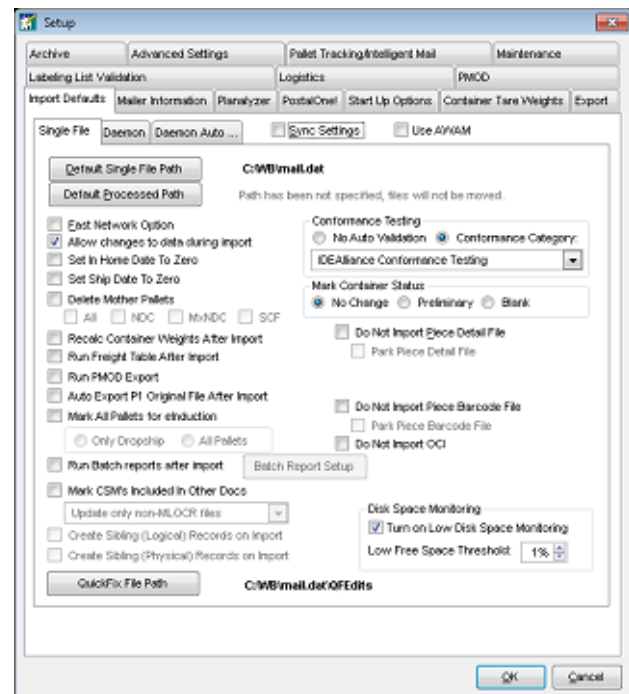 Setup
Archive Advanced Settings Pallet Tracking/Intelligent Mail Maintenance
Labeling List Validation Logistics PMOD
Import Defaults Mailer Information Planalyzer PostalOne! Start Up Options Container Tare Weights Export
Single File Daemon Daemon Auto ... Sync Settings Use AWAM
Default Single File Path C:\WB\mail.dat
Default Processed Path Path has been not specified, files will not be moved.
Fast Network Option
Conformance Testing
Allow changes to data during import
No Auto Validation Conformance Category:
Set In Home Date To Zero
IDEAlliance Conformance Testing
Set Ship Date To Zero
Mark Container Status
Delete Mother Pallets
No Change Preliminary Blank
All NDC MxNDC SCF
Do Not Import Piece Detail File
Recalc Container Weights After Import
Park Piece Detail File
Run Freight Table After Import
Run PMOD Export
Auto Export P1 Original File After Import
Do Not Import Piece Barcode File
Mark All Pallets for eInduction
Park Piece Barcode File
Only Dropship All Pallets
Do Not Import OCI
Run Batch reports after import Batch Report Setup
Mark CSM's Included In Other Docs
Update only non-MLOCR files
Disk Space Monitoring
Turn on Low Disk Space Monitoring
Create Sibling (Logical) Records on Import
Low Free Space Threshold: 1%
Create Sibling (Physical) Records on Import
QuickFix File Path C:\WB\mail.dat\QFEdits
OK Cancel